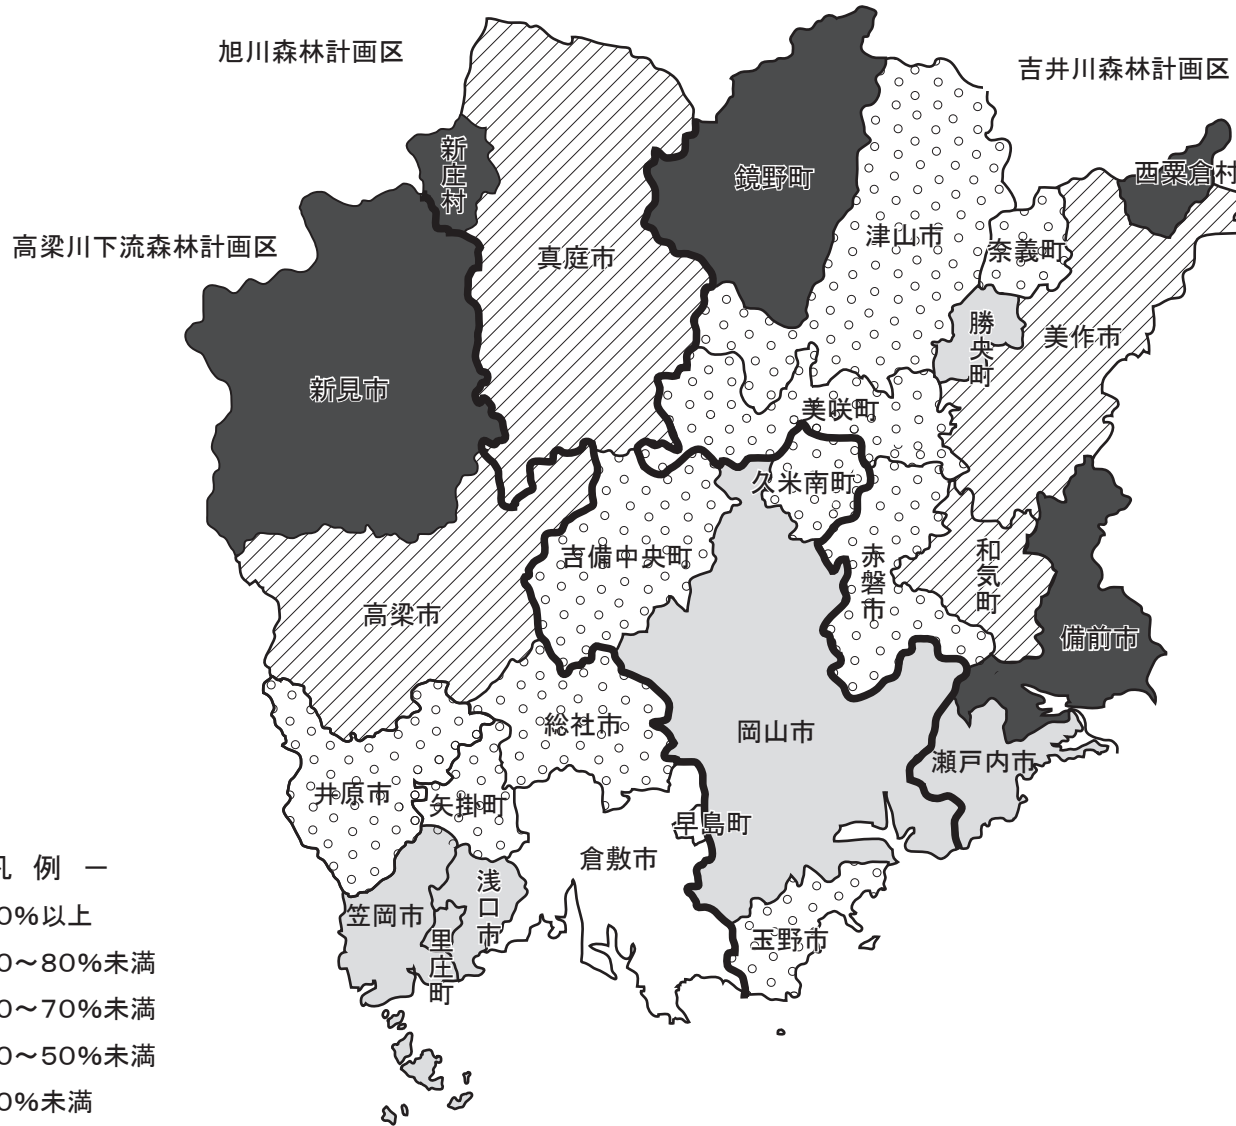 旭川森林計画区
吉井川森林計画区
新庄村
鏡野町
西粟倉村
津山市
高梁川下流森林計画区
真庭市
奈義町
勝央町
美作市
新見市
美咲町
久米南町
吉備中央町
赤磐市
和気町
高梁市
備前市
総社市
岡山市
瀬戸内市
井原市
矢掛町
早島町
倉敷市
浅口市
笠岡市
里庄町
玉野市
例 ー
0%以上
0〜80%未満
0〜70%未満
0〜50%未満
0%未満